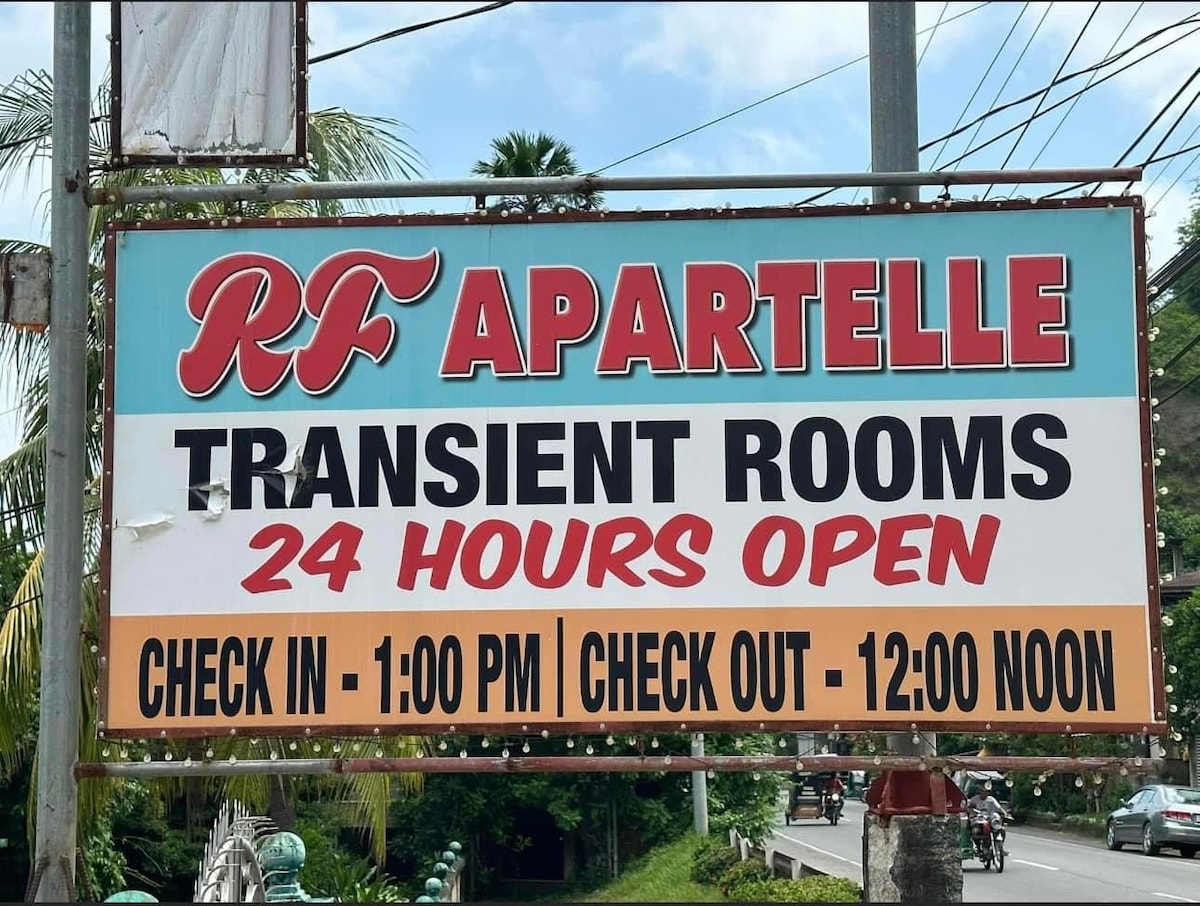 RF APARTELLE
TRANSIENT ROOMS
24 HOURS OPEN
CHECK IN - 1:00 PM | CHECK OUT - 12:00 NOON